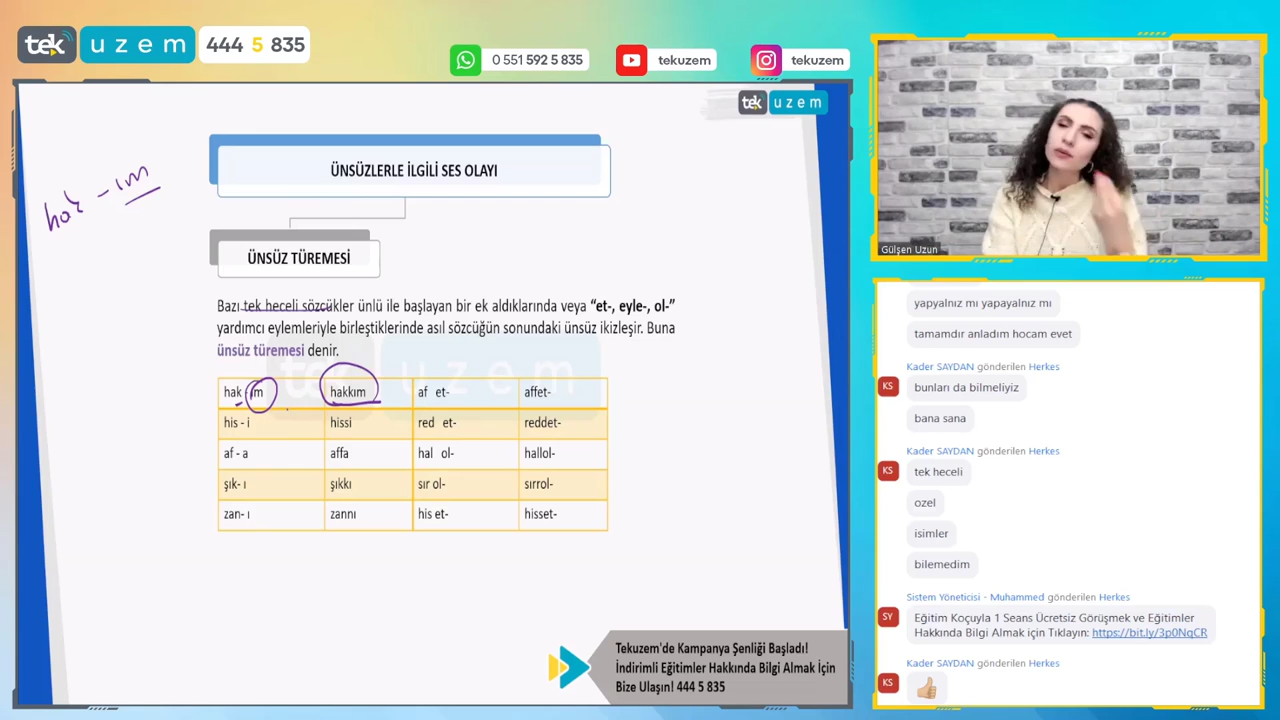 tek uzem 444 5 835
0 551 592 5 835
tekuzem
tekuzem
tek uzem
hak -ım
ÜNSÜZLERLE İLGİLİ SES OLAYI
ÜNSÜZ TÜREMESİ
Bazı tek heceli sözcükler ünlü ile başlayan bir ek aldıklarında veya “et-, eyle-, ol-”
yardımcı eylemleriyle birleştiklerinde asıl sözcüğün sonundaki ünsüz ikizleşir. Buna
ünsüz türemesi denir.
uzem
hak - ım hakkım af et- affet-
his - i hissi red et- reddet-
af - a affa hal ol- hallol-
şık- ı şıkkı sır ol- sırrol-
zan- ı zannı his et- hisset-
Tekuzem'de Kampanya Şenliği Başladı!
İndirimli Eğitimler Hakkında Bilgi Almak İçin
Bize Ulaşın! 444 5 835
Gülşen Uzun
yapyalnız mı yapayalnız mı
tamamdır anladım hocam evet
Kader SAYDAN gönderilen Herkes
KS bunları da bilmeliyiz
bana sana
Kader SAYDAN gönderilen Herkes
KS tek heceli
ozel
isimler
bilemedim
Sistem Yöneticisi - Muhammed gönderilen Herkes
SY Eğitim Koçuyla 1 Seans Ücretsiz Görüşmek ve Eğitimler
Hakkında Bilgi Almak için Tıklayın: https://bit.ly/3p0NqCR
Kader SAYDAN gönderilen Herkes
KS